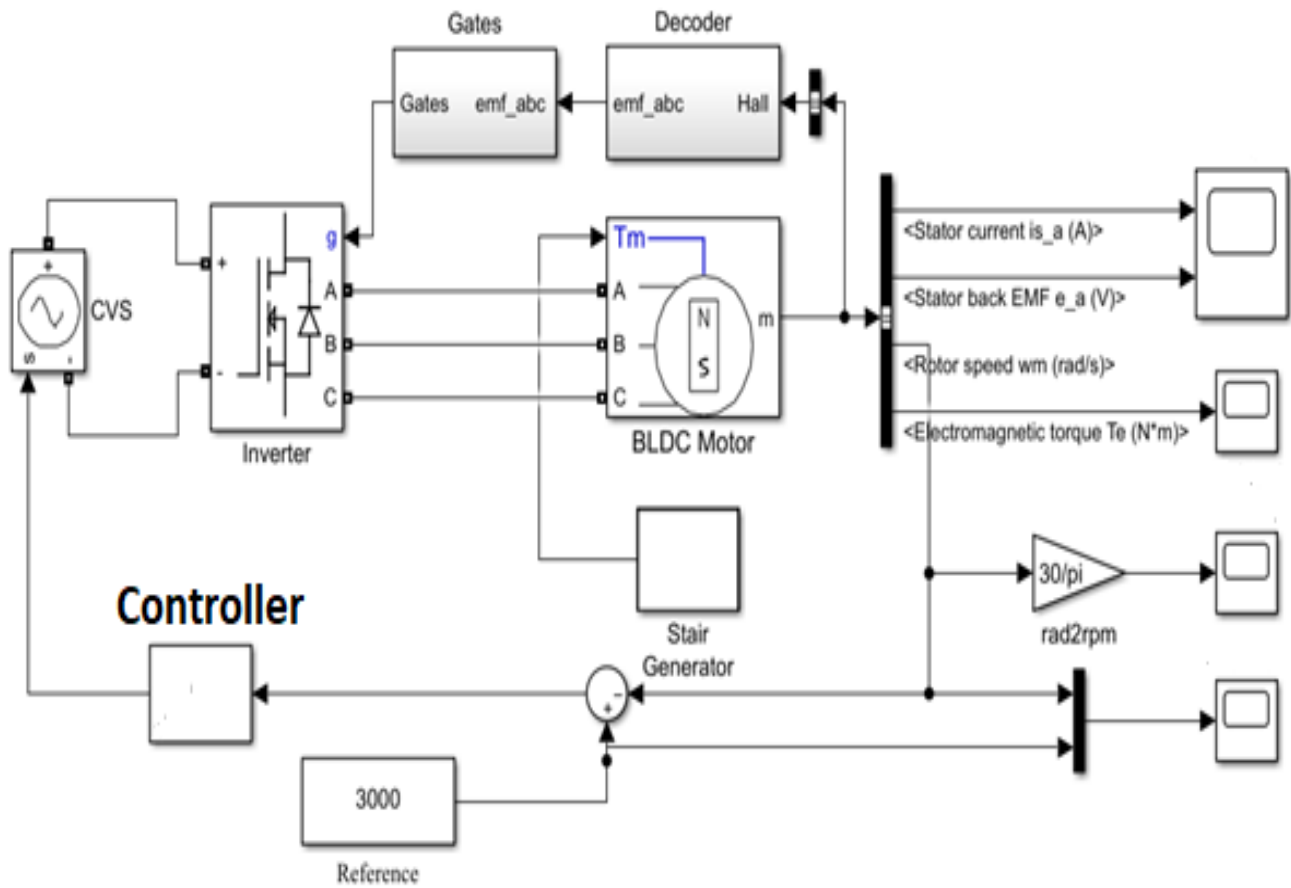 Gates
Decoder
Gates emf_abc
emf_abc Hall
g
+
A
B
C
-
Inverter
+
CVS
s -
Tm
A
B
C
N
S
m
BLDC Motor
<Stator current is_a (A)>
<Stator back EMF e_a (V)>
<Rotor speed wm (rad/s)>
<Electromagnetic torque Te (N*m)>
Controller
Stair
Generator
30/pi
rad2rpm
-
+
3000
Reference